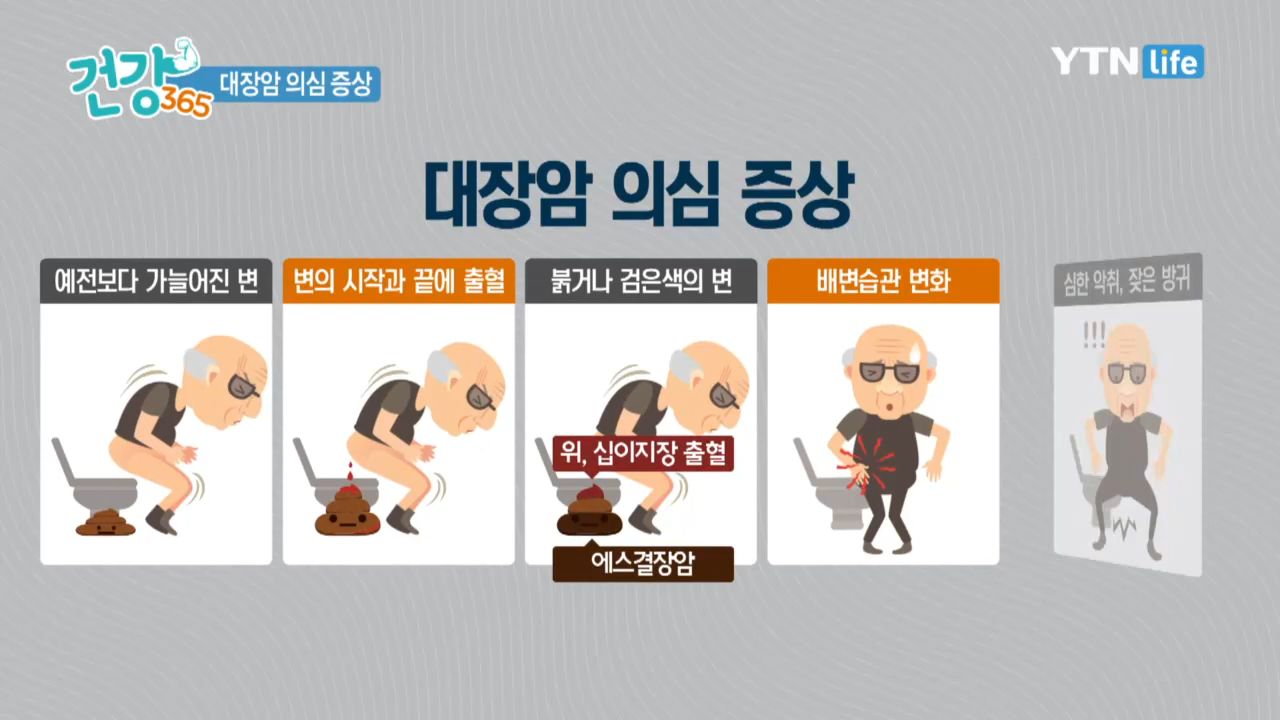 건강 365
대장암 의심 증상
YTN life
대장암 의심 증상
예전보다 가늘어진 변
변의 시작과 끝에 출혈
붉거나 검은색의 변
배변습관 변화
심한 악취, 잦은 방귀
!!!
위, 십이지장 출혈
에스결장암